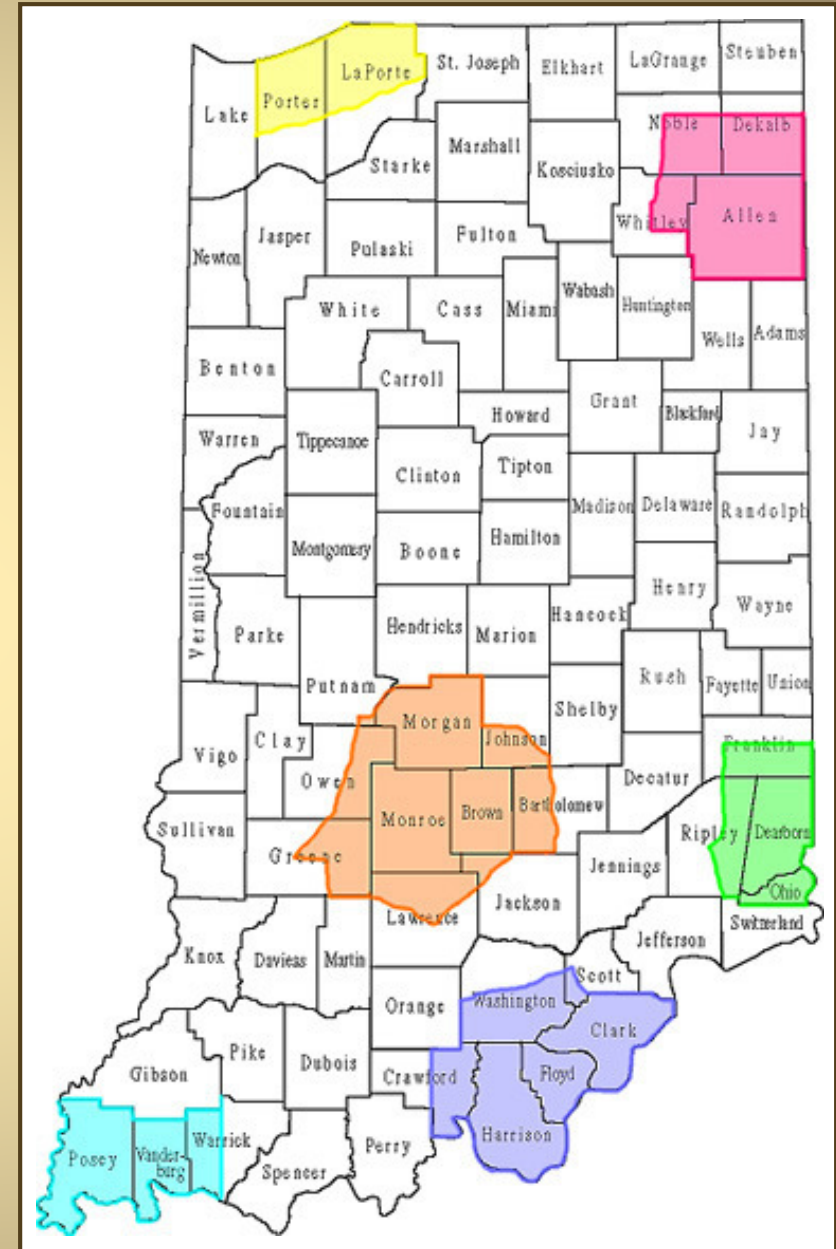 St. Joseph
Elkhart
LaGrange
Steuben
LaPorte
Porter
Lake
Noble
Dekalb
Marshall
Starke
Kosciusko
Whitley
Allen
Newton
Jasper
Pulaski
Fulton
White
Cass
Miami
Wabash
Huntington
Wells
Adams
Benton
Carroll
Howard
Grant
Blackford
Jay
Warren
Tippecanoe
Clinton
Tipton
Madison
Delaware
Randolph
Fountain
Montgomery
Boone
Hamilton
Vermillion
Parke
Hendricks
Marion
Hancock
Henry
Wayne
Putnam
Morgan
Johnson
Shelby
Rush
Fayette
Union
Vigo
Clay
Owen
Franklin
Decatur
Sullivan
Greene
Monroe
Brown
Bartholomew
Ripley
Dearborn
Ohio
Jennings
Jackson
Lawrence
Switzerland
Jefferson
Knox
Daviess
Martin
Orange
Washington
Scott
Clark
Gibson
Pike
Dubois
Crawford
Floyd
Harrison
Posey
Vander-
burg
Warrick
Spencer
Perry